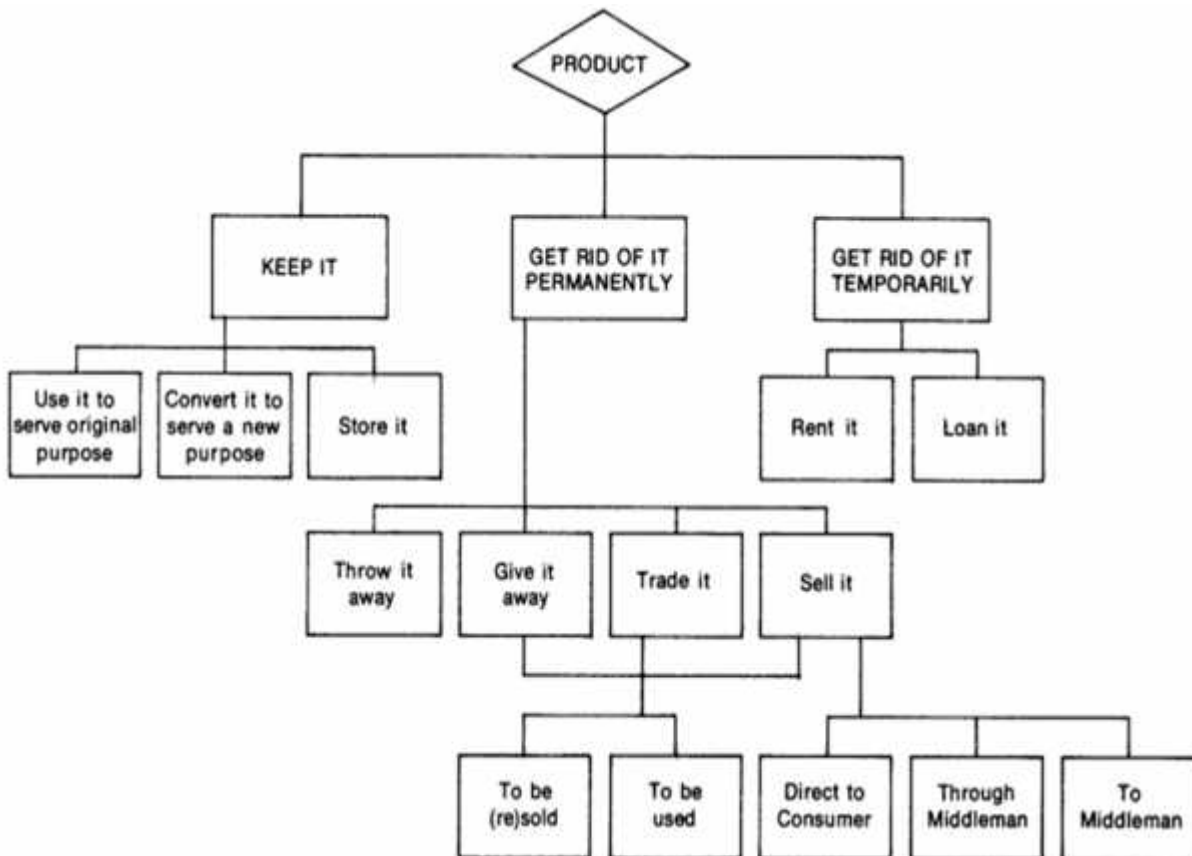 PRODUCT
KEEP IT
GET RID OF IT
PERMANENTLY
GET RID OF IT
TEMPORARILY
Use it to
serve original
purpose
Convert it to
serve a new
purpose
Store it
Rent it
Loan it
Throw it
away
Give it
away
Trade it
Sell it
To be
(re)sold
To be
used
Direct to
Consumer
Through
Middleman
To
Middleman